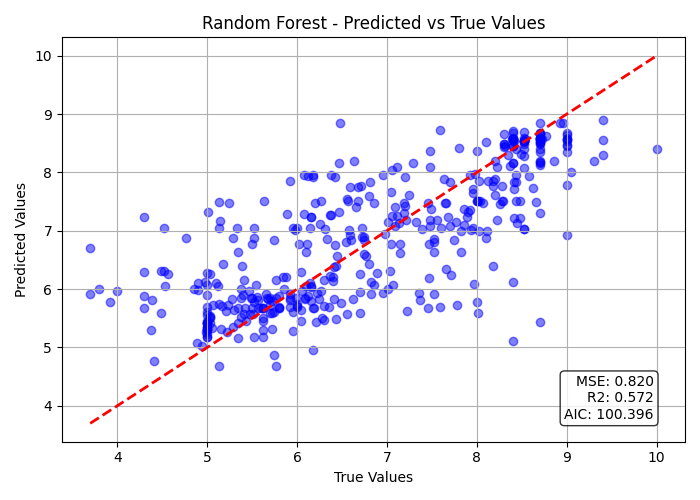 Random Forest - Predicted vs True Values
10
9
8
7
6
5
4
Predicted Values
MSE: 0.820
R2: 0.572
AIC: 100.396
4 5 6 7 8 9 10
True Values